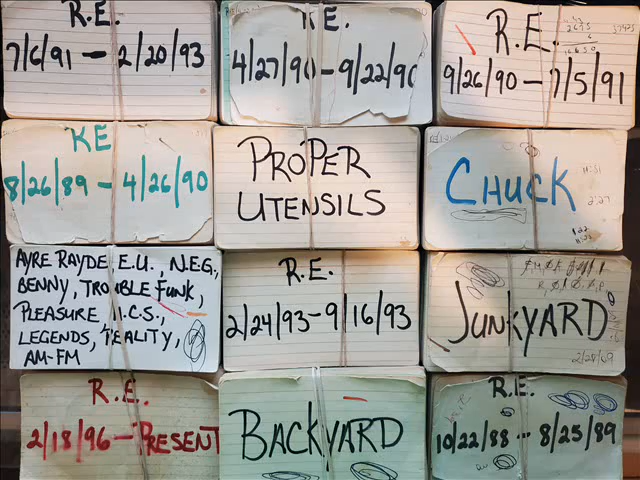 R.E.
7/6/91 - 2/20/93
R.E.
4/27/90 - 9/22/90
R.E.
9/26/90 - 7/5/91
RE
8/26/89 - 4/26/90
PROPER
UTENSILS
CHUCK
AYRE RAYDE, E.U., N.E.G.,
BENNY, TROUBLE FUNK,
PLEASURE, H.C.S.,
LEGENDS, REALITY,
AM-FM
R.E.
2/24/93-9/16/93
JUNKYARD
R.E.
2/18/96 - PRESENT
BACKYARD
R.E.
10/22/88 - 8/25/89